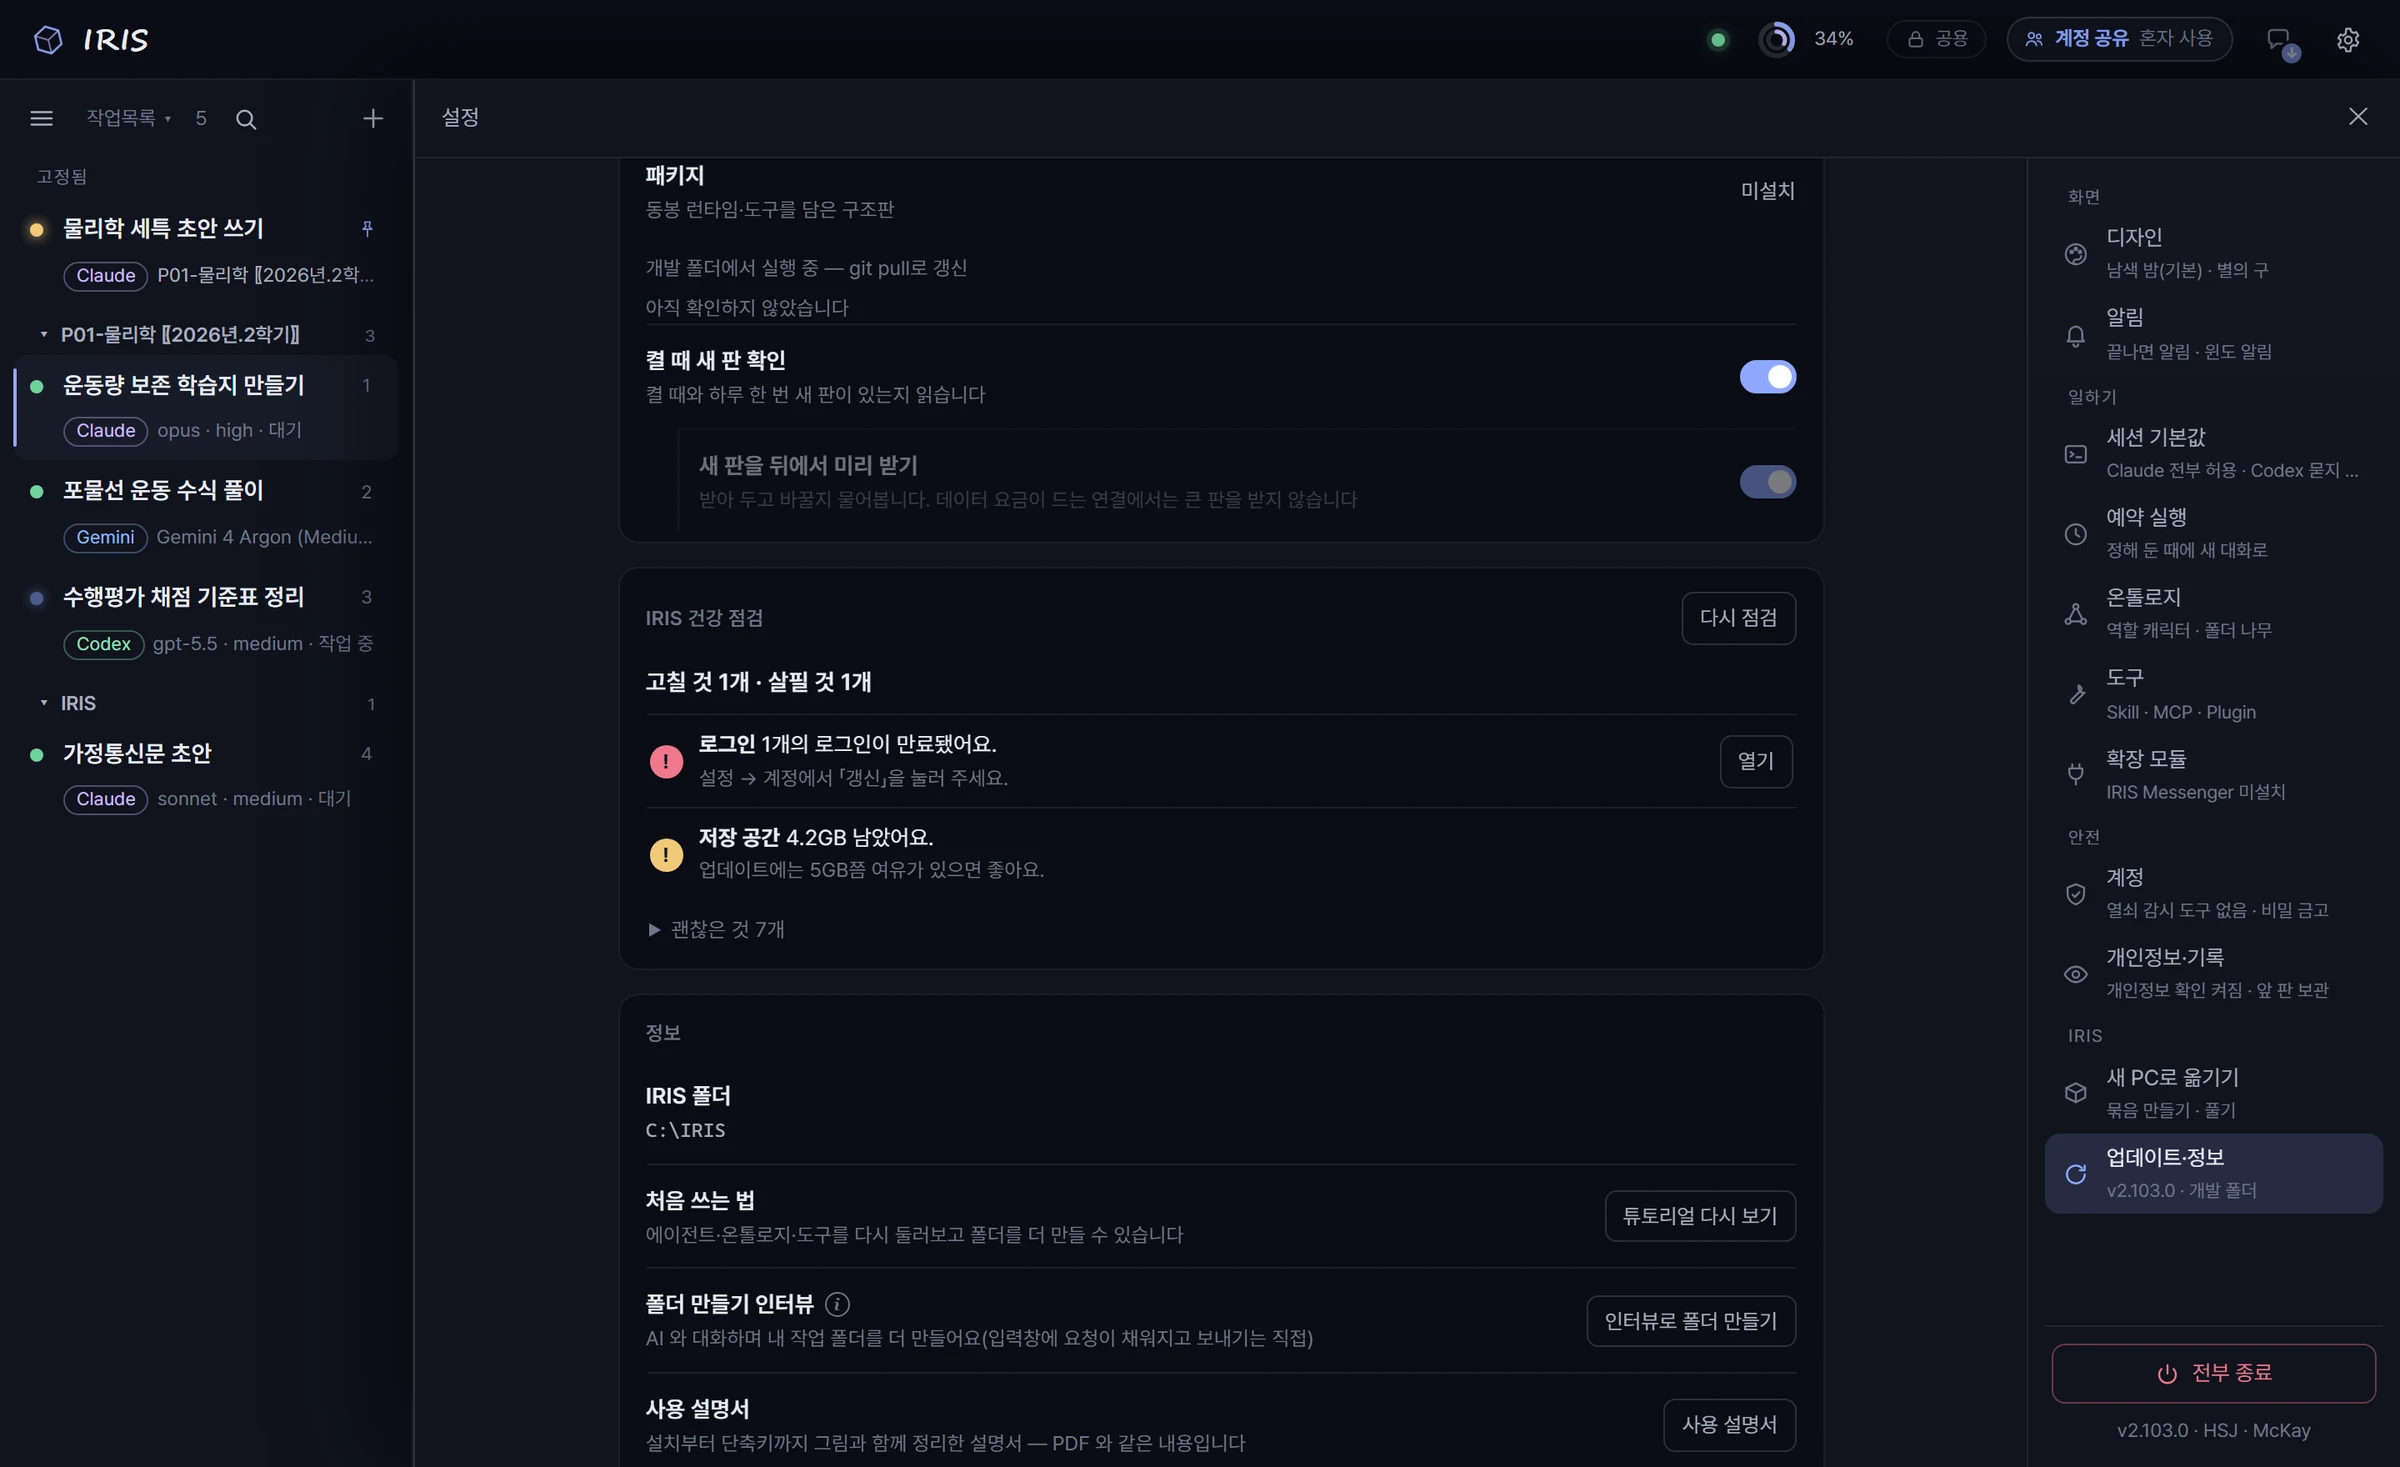 IRIS
34%
공용
계정 공유 혼자 사용
작업목록 ▾ 5
고정됨
물리학 세특 초안 쓰기
Claude P01-물리학 〚2026년.2학…
▾ P01-물리학 〚2026년.2학기〛 3
운동량 보존 학습지 만들기 1
Claude opus · high · 대기
포물선 운동 수식 풀이 2
Gemini Gemini 4 Argon (Mediu...
수행평가 채점 기준표 정리 3
Codex gpt-5.5 · medium · 작업 중
▾ IRIS 1
가정통신문 초안 4
Claude sonnet · medium · 대기
설정
패키지
동봉 런타임·도구를 담은 구조판
미설치
개발 폴더에서 실행 중 — git pull로 갱신
아직 확인하지 않았습니다
켤 때 새 판 확인
켤 때와 하루 한 번 새 판이 있는지 읽습니다
새 판을 뒤에서 미리 받기
받아 두고 바꿀지 물어봅니다. 데이터 요금이 드는 연결에서는 큰 판을 받지 않습니다
IRIS 건강 점검
다시 점검
고칠 것 1개 · 살필 것 1개
! 로그인 1개의 로그인이 만료됐어요.
설정 → 계정에서 「갱신」을 눌러 주세요.
열기
! 저장 공간 4.2GB 남았어요.
업데이트에는 5GB쯤 여유가 있으면 좋아요.
▶ 괜찮은 것 7개
정보
IRIS 폴더
C:\IRIS
처음 쓰는 법
에이전트·온톨로지·도구를 다시 둘러보고 폴더를 더 만들 수 있습니다
튜토리얼 다시 보기
폴더 만들기 인터뷰 i
AI 와 대화하며 내 작업 폴더를 더 만들어요(입력창에 요청이 채워지고 보내기는 직접)
인터뷰로 폴더 만들기
사용 설명서
설치부터 단축키까지 그림과 함께 정리한 설명서 — PDF 와 같은 내용입니다
사용 설명서
화면
디자인
남색 밤(기본) · 별의 구
알림
끝나면 알림 · 윈도 알림
일하기
세션 기본값
Claude 전부 허용 · Codex 묻지 ...
예약 실행
정해 둔 때에 새 대화로
온톨로지
역할 캐릭터 · 폴더 나무
도구
Skill · MCP · Plugin
확장 모듈
IRIS Messenger 미설치
안전
계정
열쇠 감시 도구 없음 · 비밀 금고
개인정보·기록
개인정보 확인 켜짐 · 앞 판 보관
IRIS
새 PC로 옮기기
묶음 만들기 · 풀기
업데이트·정보
v2.103.0 · 개발 폴더
전부 종료
v2.103.0 · HSJ · McKay